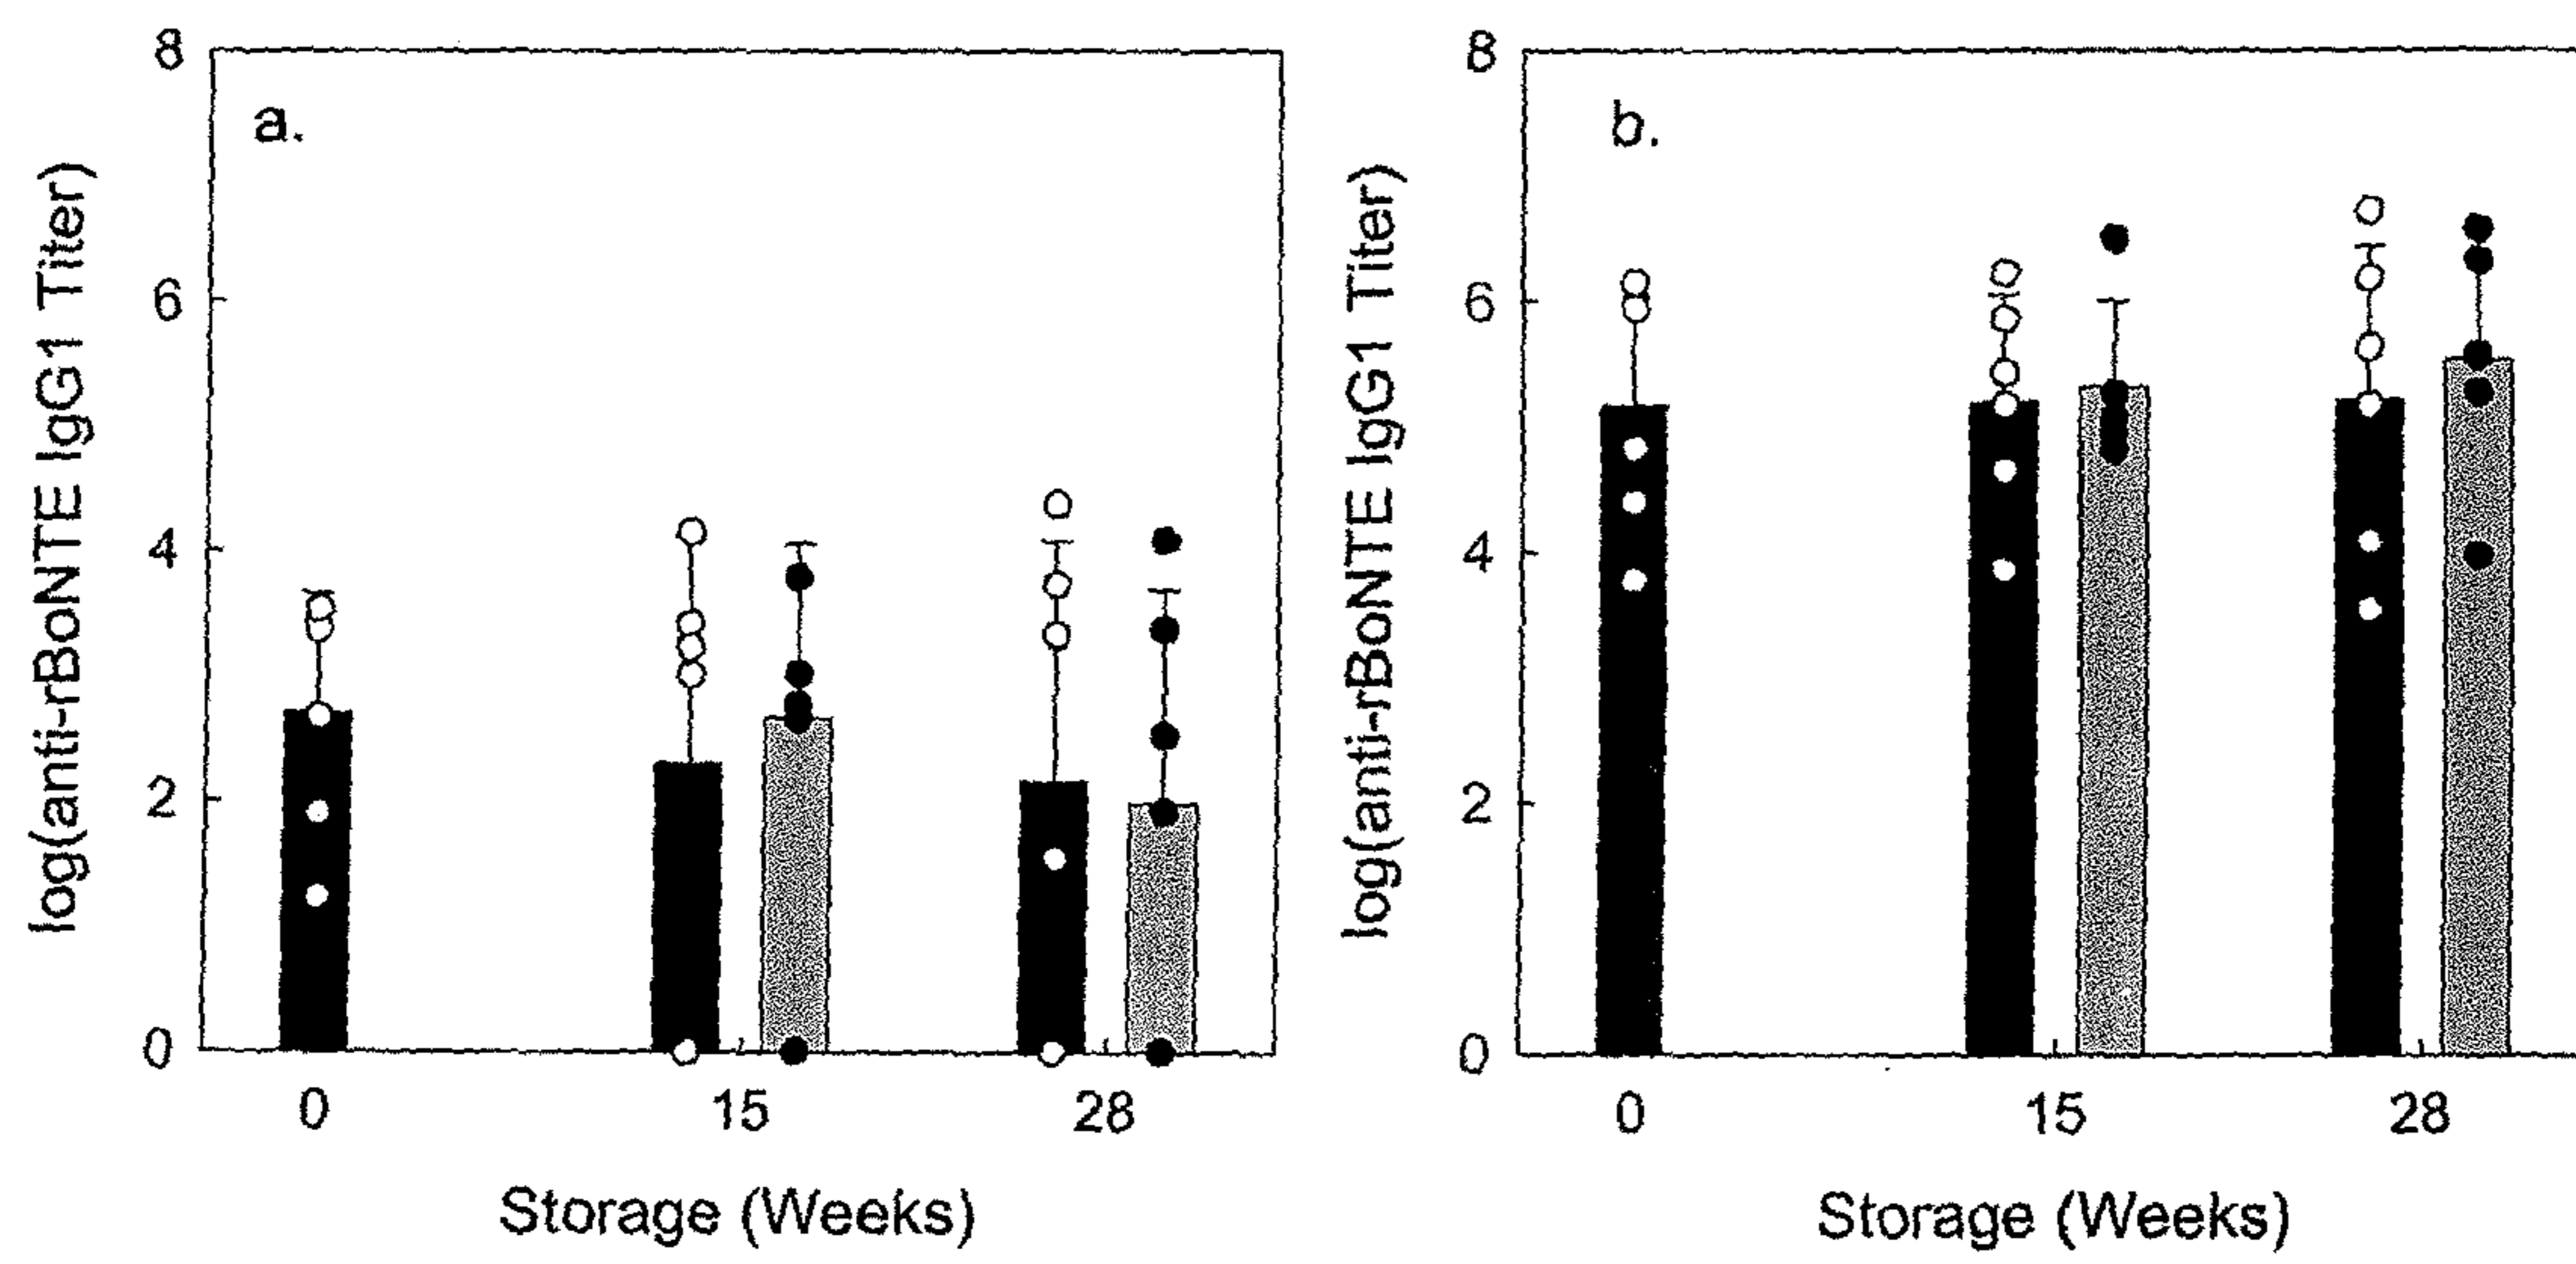 a.
log(anti-rBoNTE IgG1 Titer)
8
6
4
2
0
0 15 28
Storage (Weeks)
b.
log(anti-rBoNTE IgG1 Titer)
8
6
4
2
0
0 15 28
Storage (Weeks)